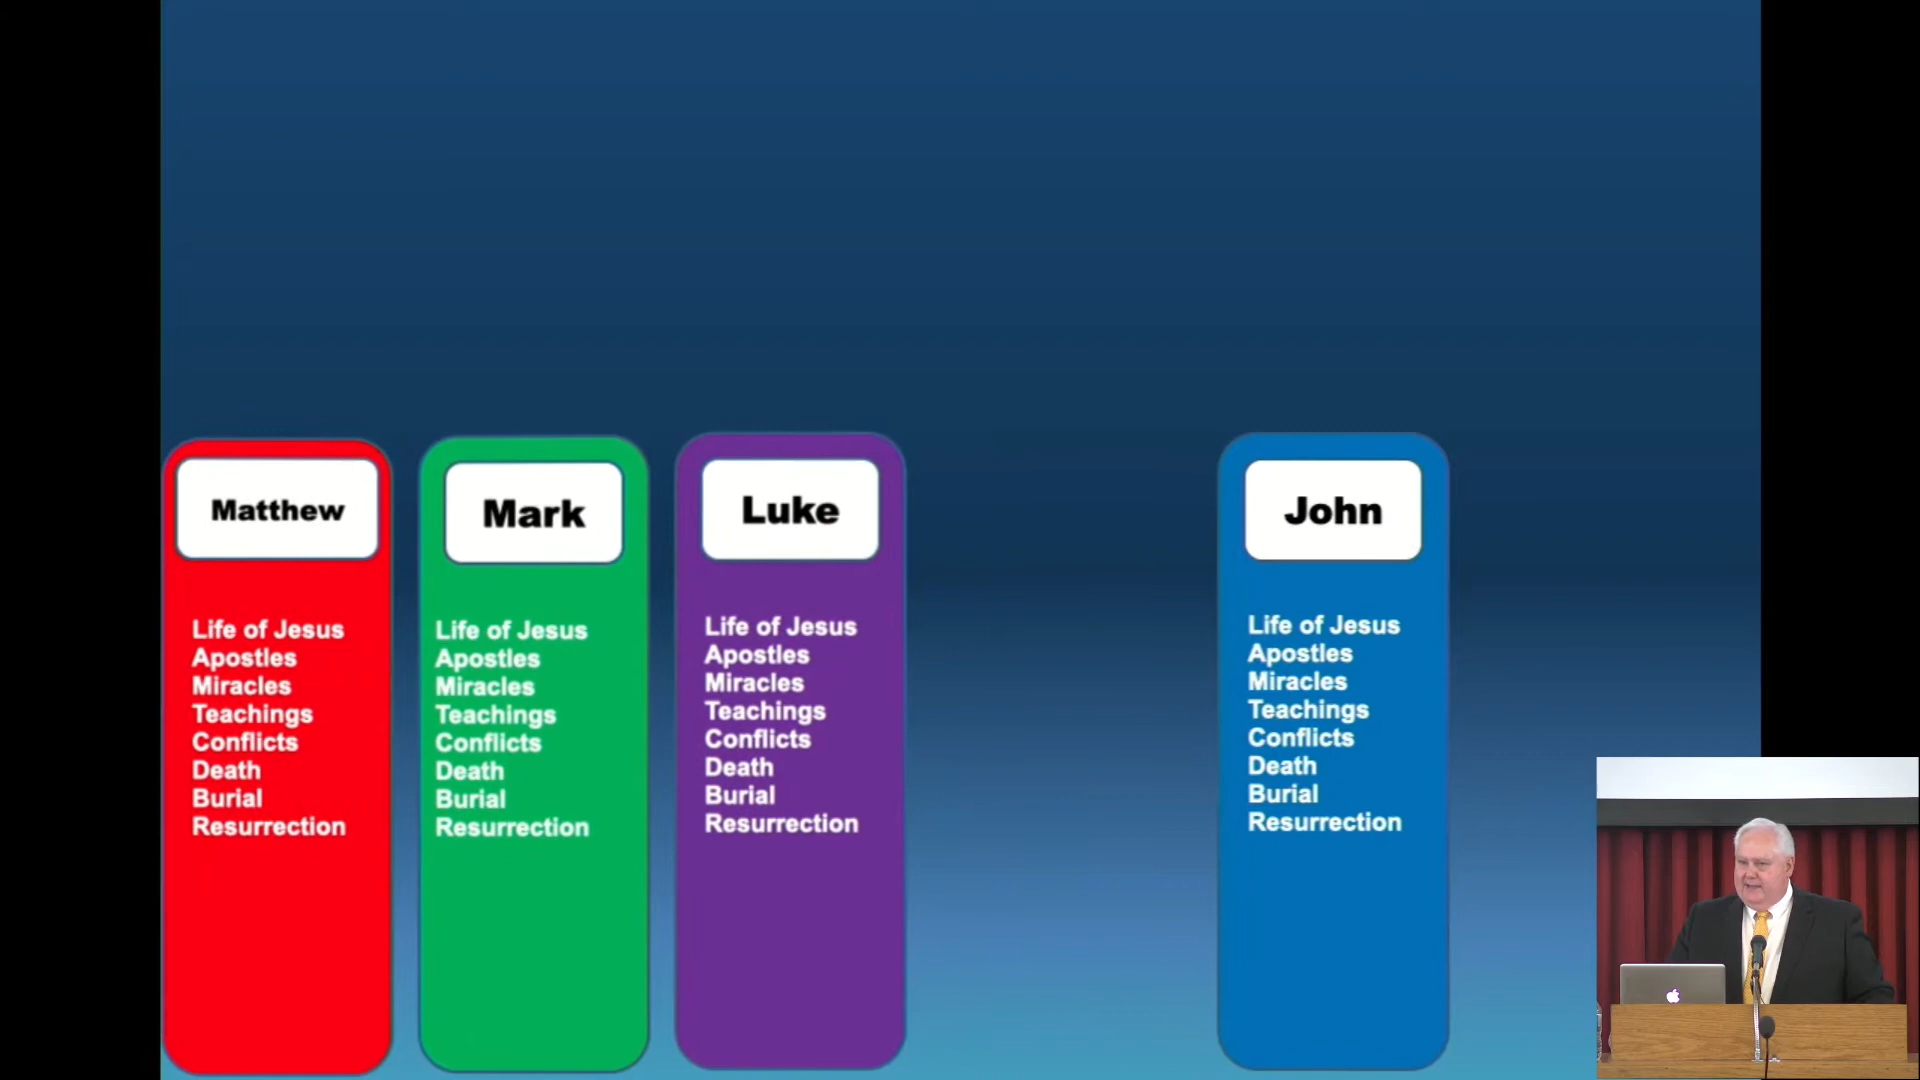 Matthew
Life of Jesus
Apostles
Miracles
Teachings
Conflicts
Death
Burial
Resurrection
Mark
Life of Jesus
Apostles
Miracles
Teachings
Conflicts
Death
Burial
Resurrection
Luke
Life of Jesus
Apostles
Miracles
Teachings
Conflicts
Death
Burial
Resurrection
John
Life of Jesus
Apostles
Miracles
Teachings
Conflicts
Death
Burial
Resurrection